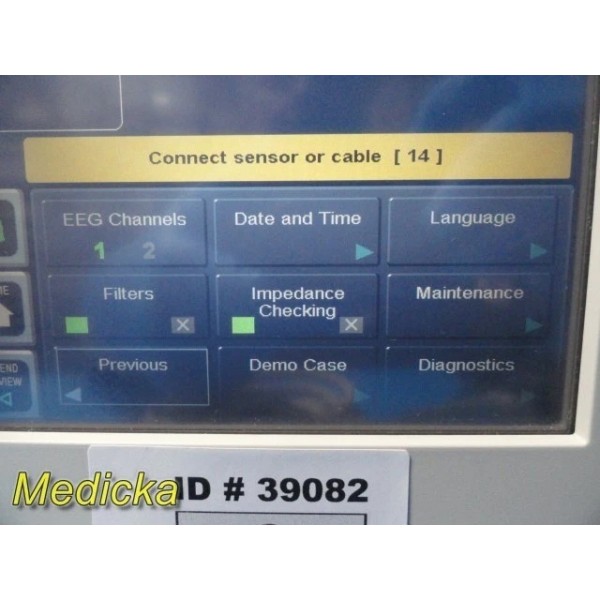 Connect sensor or cable [ 14 ]
EEG Channels
1 2
Date and Time
Language
Filters
Impedance
Checking
Maintenance
Previous
Demo Case
Diagnostics
Medicka
ID # 39082